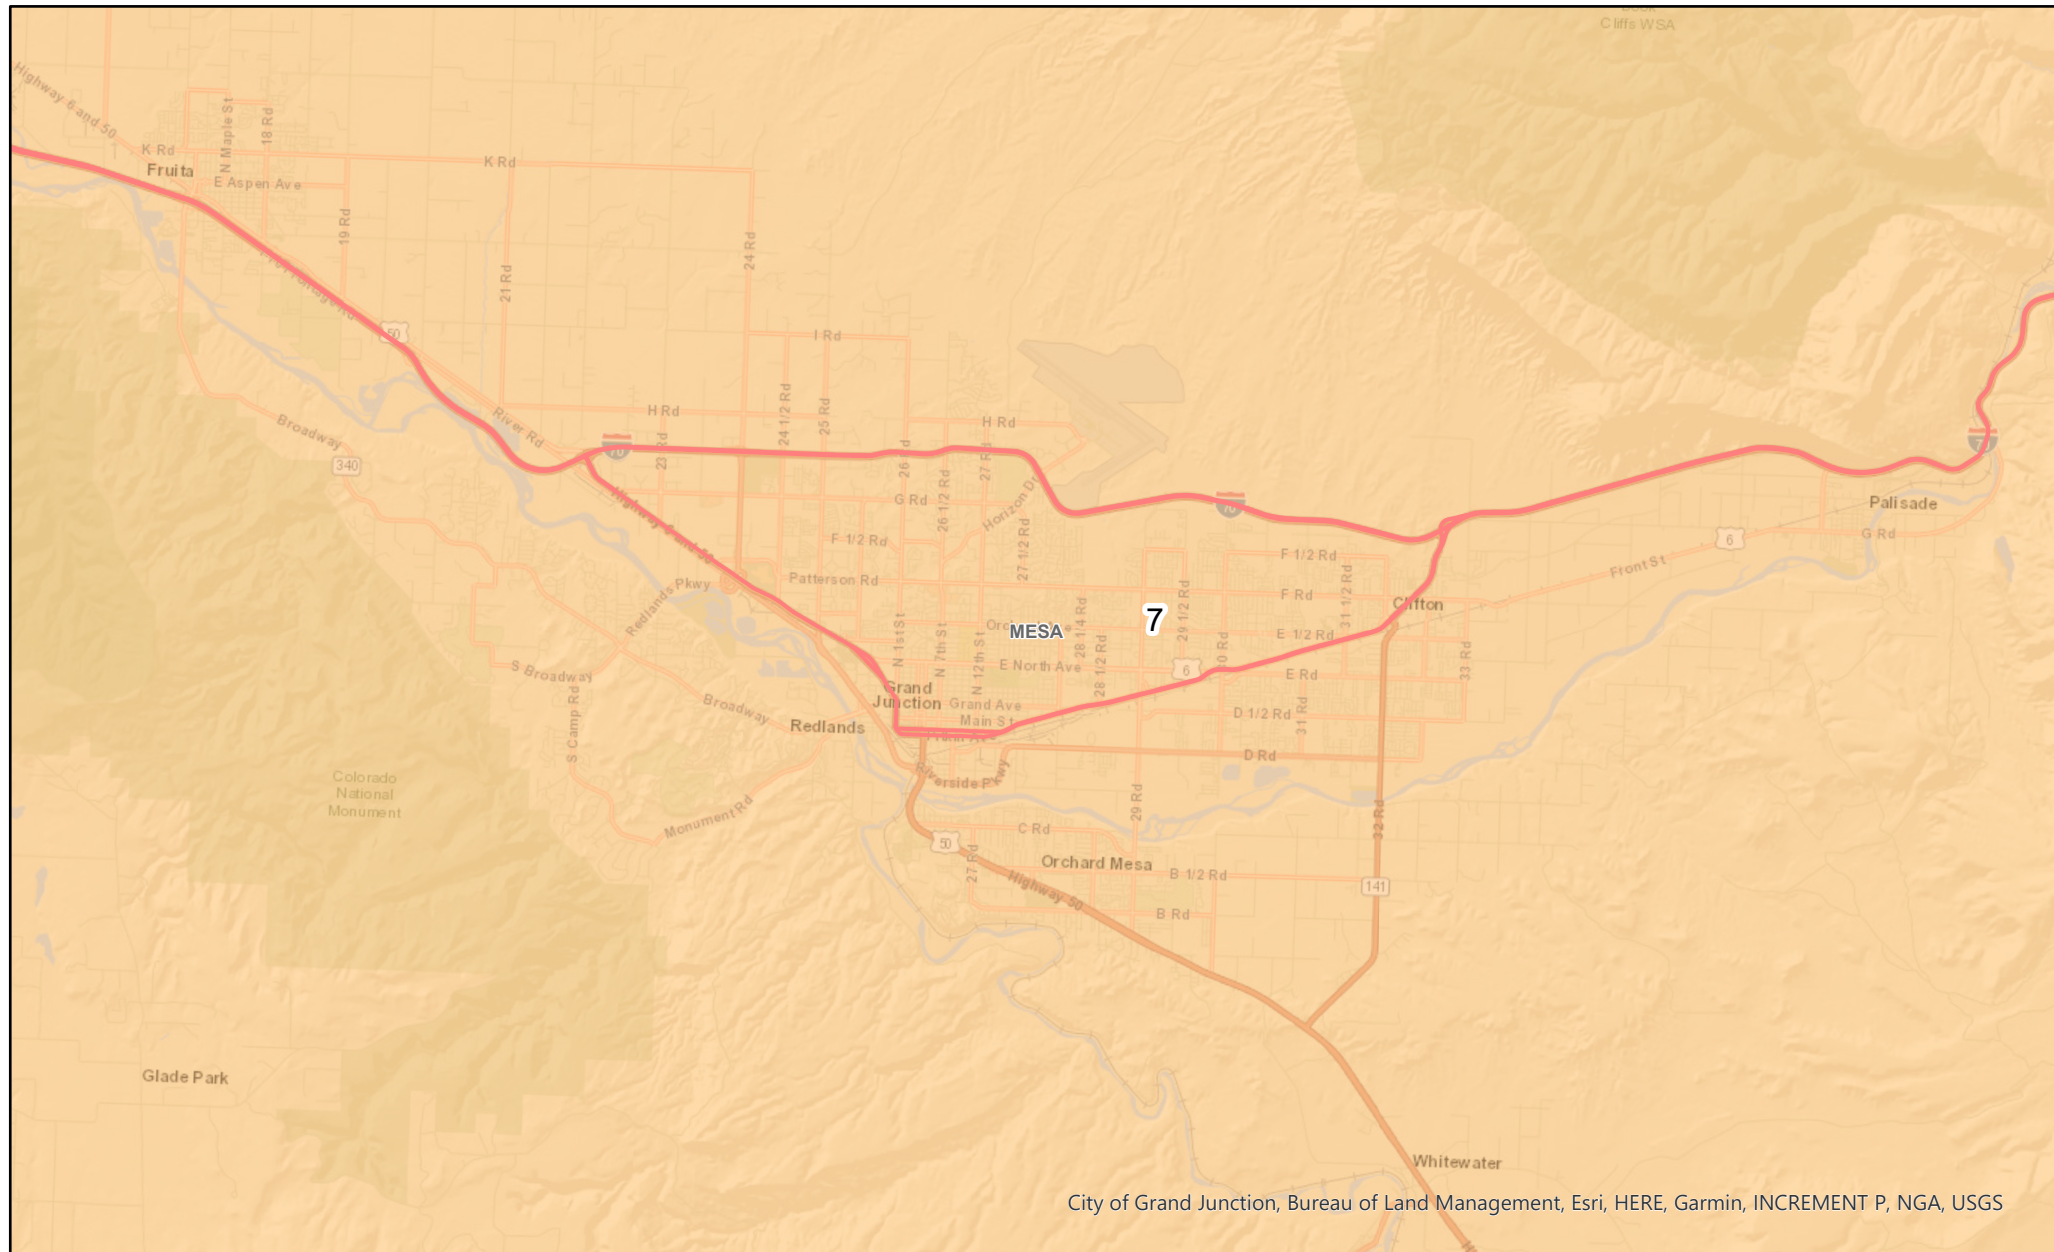 Cliffs WSA
Highway 6 and 50
N Maple St
18 Rd
K Rd
K Rd
Fruita
E Aspen Ave
19 Rd
24 Rd
21 Rd
50
I Rd
H Rd
24 1/2 Rd
25 Rd
H Rd
River Rd
Broadway
340
23 Rd
70
26 Rd
27 Rd
26 1/2 Rd
G Rd
Horizon Dr
70
70
Palisade
G Rd
6
Front St
Highway 6 and 50
F 1/2 Rd
27 1/2 Rd
F 1/2 Rd
Patterson Rd
Redlands Pkwy
29 1/2 Rd
31 1/2 Rd
F Rd
Clifton
28 1/4 Rd
7
MESA
N 1st St
N 7th St
N 12th St
E 1/2 Rd
28 1/2 Rd
30 Rd
33 Rd
E North Ave
6
E Rd
S Broadway
S Camp Rd
Grand
Junction
Grand Ave
Main St
Broadway
Redlands
D 1/2 Rd
31 Rd
D Rd
Riverside Pkwy
Colorado
National
Monument
Monument Rd
29 Rd
32 Rd
C Rd
50
27 Rd
Orchard Mesa
B 1/2 Rd
141
Highway 50
B Rd
Glade Park
Whitewater
City of Grand Junction, Bureau of Land Management, Esri, HERE, Garmin, INCREMENT P, NGA, USGS